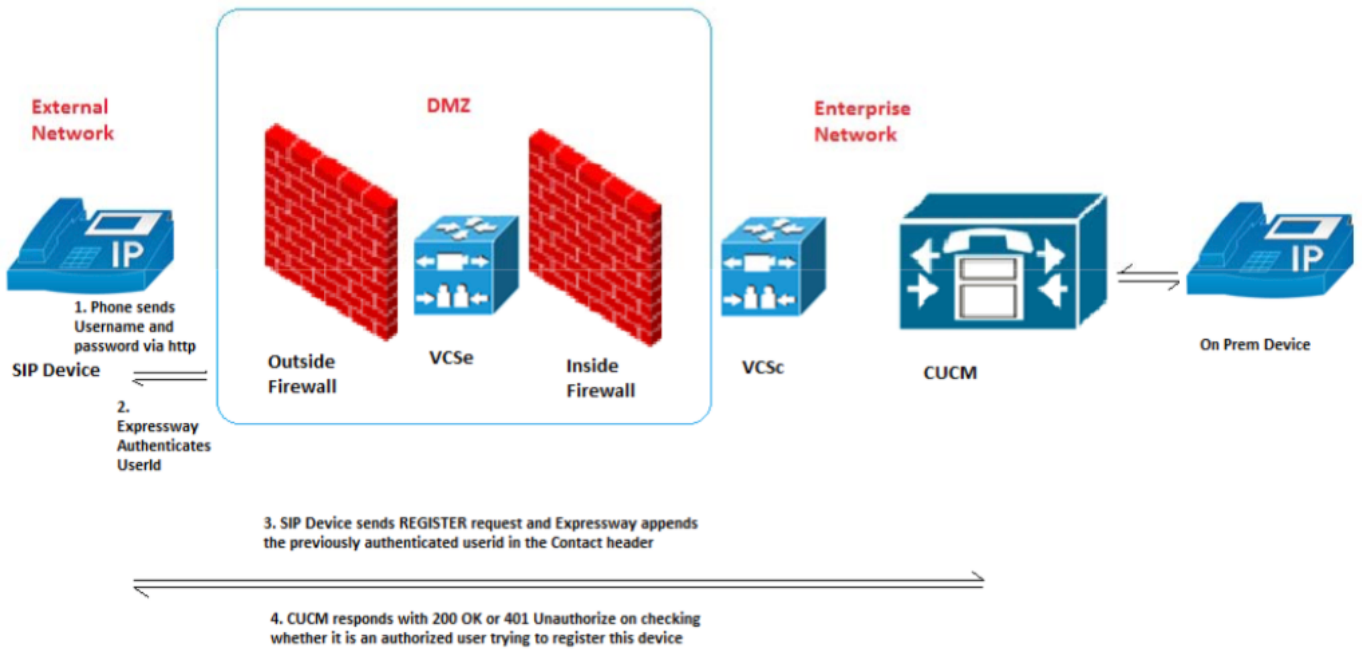 External
Network
DMZ
Enterprise
Network
IP
IP
1. Phone sends
Username and
password via http
SIP Device
Outside
Firewall
VCSe
Inside
Firewall
VCSc
CUCM
On Prem Device
2.
Expressway
Authenticates
UserId
3. SIP Device sends REGISTER request and Expressway appends
the previously authenticated userid in the Contact header
4. CUCM responds with 200 OK or 401 Unauthorize on checking
whether it is an authorized user trying to register this device